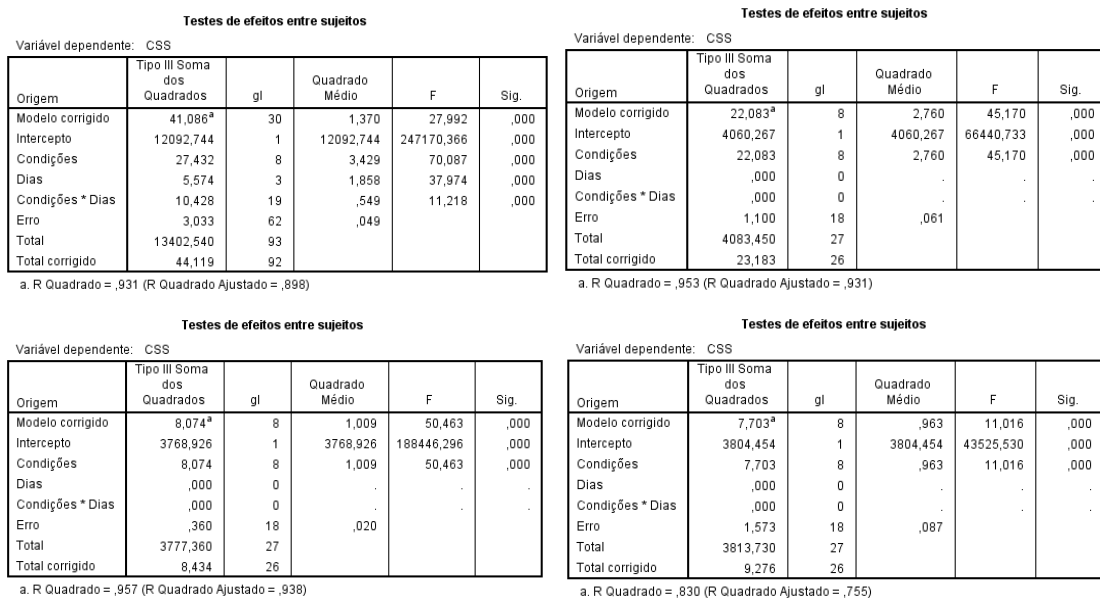 Testes de efeitos entre sujeitos
Variável dependente: CSS
Origem Tipo III Soma dos Quadrados gl Quadrado Médio F Sig.
Modelo corrigido 41,086a 30 1,370 27,992 ,000
Intercepto 12092,744 1 12092,744 247170,366 ,000
Condições 27,432 8 3,429 70,087 ,000
Dias 5,574 3 1,858 37,974 ,000
Condições * Dias 10,428 19 ,549 11,218 ,000
Erro 3,033 62 ,049
Total 13402,540 93
Total corrigido 44,119 92
a. R Quadrado = ,931 (R Quadrado Ajustado = ,898)
Testes de efeitos entre sujeitos
Variável dependente: CSS
Origem Tipo III Soma dos Quadrados gl Quadrado Médio F Sig.
Modelo corrigido 22,083a 8 2,760 45,170 ,000
Intercepto 4060,267 1 4060,267 66440,733 ,000
Condições 22,083 8 2,760 45,170 ,000
Dias ,000 0 . . .
Condições * Dias ,000 0 . . .
Erro 1,100 18 ,061
Total 4083,450 27
Total corrigido 23,183 26
a. R Quadrado = ,953 (R Quadrado Ajustado = ,931)
Testes de efeitos entre sujeitos
Variável dependente: CSS
Origem Tipo III Soma dos Quadrados gl Quadrado Médio F Sig.
Modelo corrigido 8,074a 8 1,009 50,463 ,000
Intercepto 3768,926 1 3768,926 188446,296 ,000
Condições 8,074 8 1,009 50,463 ,000
Dias ,000 0 . . .
Condições * Dias ,000 0 . . .
Erro ,360 18 ,020
Total 3777,360 27
Total corrigido 8,434 26
a. R Quadrado = ,957 (R Quadrado Ajustado = ,938)
Testes de efeitos entre sujeitos
Variável dependente: CSS
Origem Tipo III Soma dos Quadrados gl Quadrado Médio F Sig.
Modelo corrigido 7,703a 8 ,963 11,016 ,000
Intercepto 3804,454 1 3804,454 43525,530 ,000
Condições 7,703 8 ,963 11,016 ,000
Dias ,000 0 . . .
Condições * Dias ,000 0 . . .
Erro 1,573 18 ,087
Total 3813,730 27
Total corrigido 9,276 26
a. R Quadrado = ,830 (R Quadrado Ajustado = ,755)